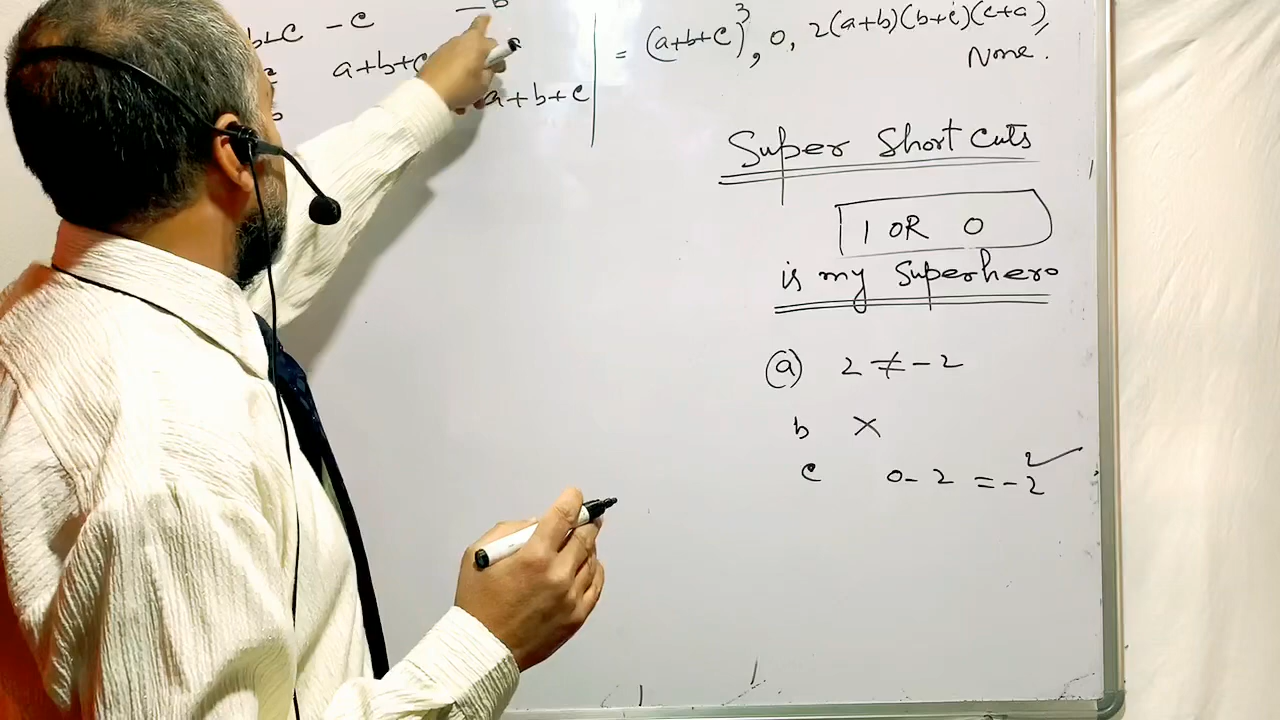 b+c -c -b
a+b+c
a+b+c
= (a+b+c)³, 0, 2(a+b)(b+c)(c+a),
None.
Super Short Cuts
1 OR 0
is my Superhero
(a) 2 ≠ -2
b ×
c 0-2 = -2 ✓